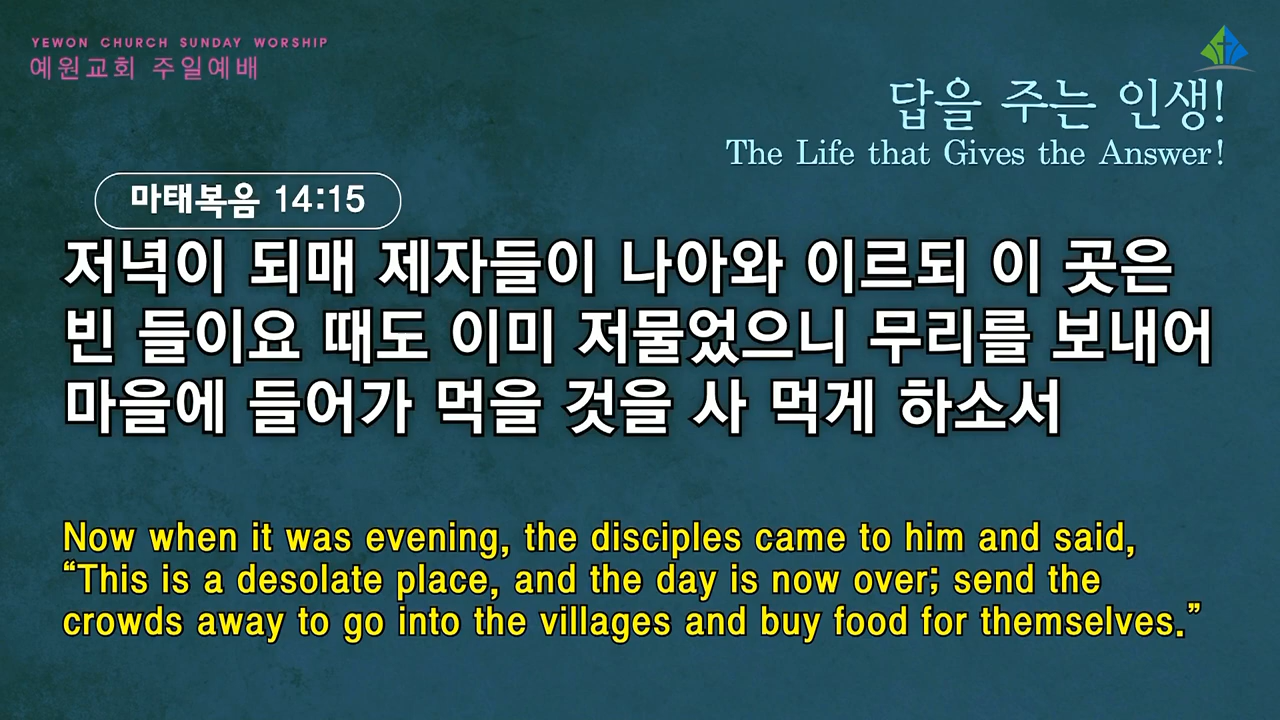 YEWON CHURCH SUNDAY WORSHIP
예원교회 주일예배
답을 주는 인생!
The Life that Gives the Answer!
마태복음 14:15
저녁이 되매 제자들이 나아와 이르되 이 곳은
빈 들이요 때도 이미 저물었으니 무리를 보내어
마을에 들어가 먹을 것을 사 먹게 하소서
Now when it was evening, the disciples came to him and said,
“This is a desolate place, and the day is now over; send the
crowds away to go into the villages and buy food for themselves.”